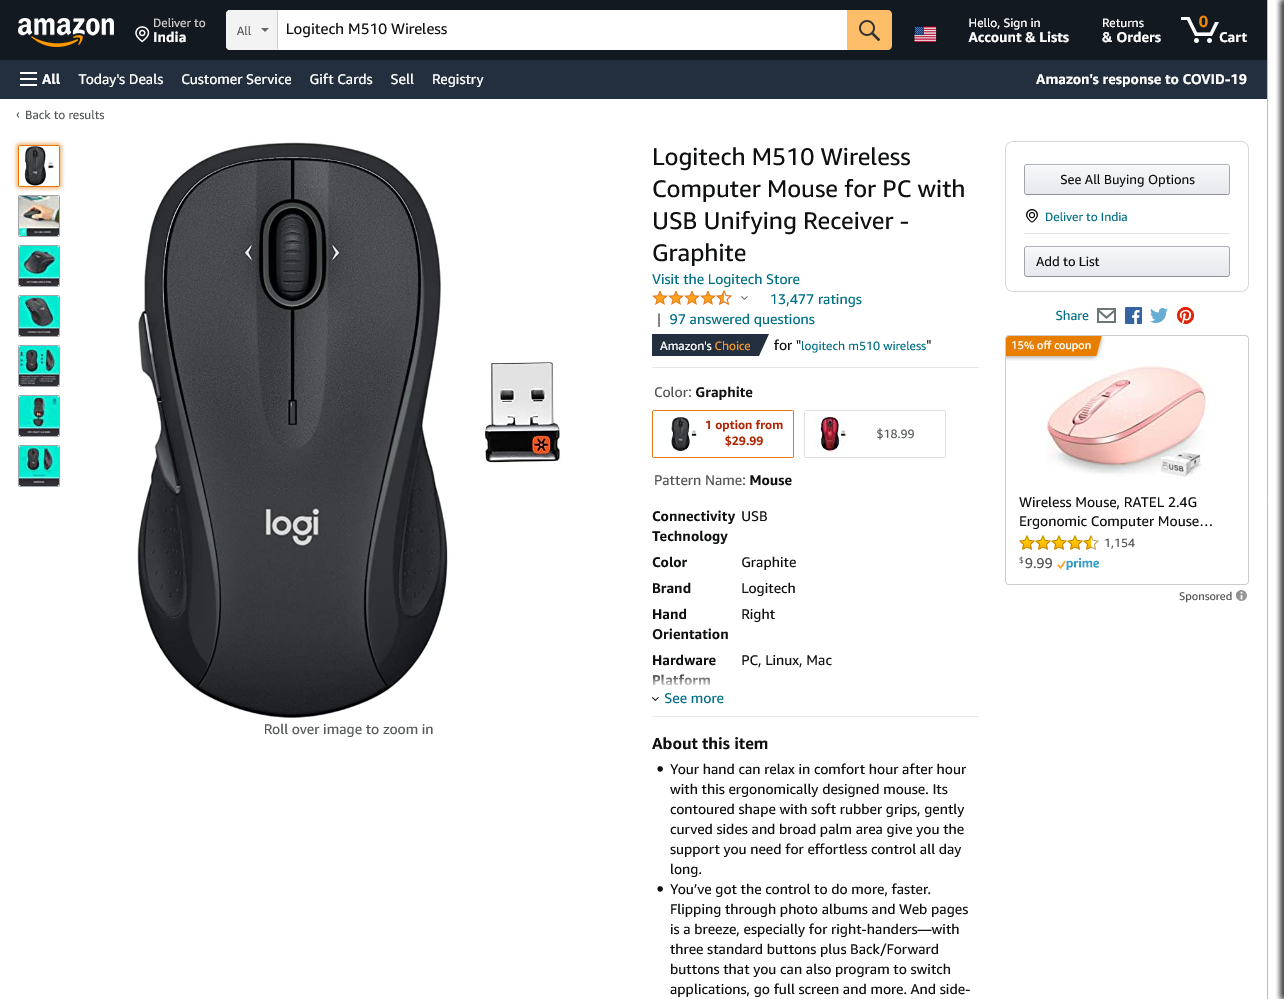 amazon
Deliver to
India
All
Logitech M510 Wireless
Hello, Sign in
Account & Lists
Returns
& Orders
0
Cart
All
Today's Deals
Customer Service
Gift Cards
Sell
Registry
Amazon's response to COVID-19
‹ Back to results
logi
Roll over image to zoom in
Logitech M510 Wireless
Computer Mouse for PC with
USB Unifying Receiver -
Graphite
Visit the Logitech Store
13,477 ratings
| 97 answered questions
Amazon's Choice for "logitech m510 wireless"
Color: Graphite
1 option from
$29.99
$18.99
Pattern Name: Mouse
Connectivity USB
Technology
Color Graphite
Brand Logitech
Hand Right
Orientation
Hardware PC, Linux, Mac
Platform
See more
About this item
• Your hand can relax in comfort hour after hour
with this ergonomically designed mouse. Its
contoured shape with soft rubber grips, gently
curved sides and broad palm area give you the
support you need for effortless control all day
long.
• You’ve got the control to do more, faster.
Flipping through photo albums and Web pages
is a breeze, especially for right-handers—with
three standard buttons plus Back/Forward
buttons that you can also program to switch
applications, go full screen and more. And side-
See All Buying Options
Deliver to India
Add to List
Share
15% off coupon
USB
Wireless Mouse, RATEL 2.4G
Ergonomic Computer Mouse…
1,154
$9.99 prime
Sponsored